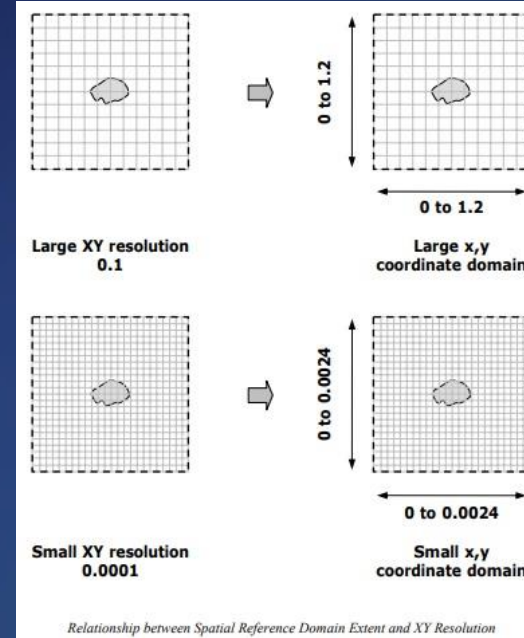 0 to 1.2
0 to 1.2
Large XY resolution
0.1
Large x,y
coordinate domain
0 to 0.0024
0 to 0.0024
Small XY resolution
0.0001
Small x,y
coordinate domain
Relationship between Spatial Reference Domain Extent and XY Resolution